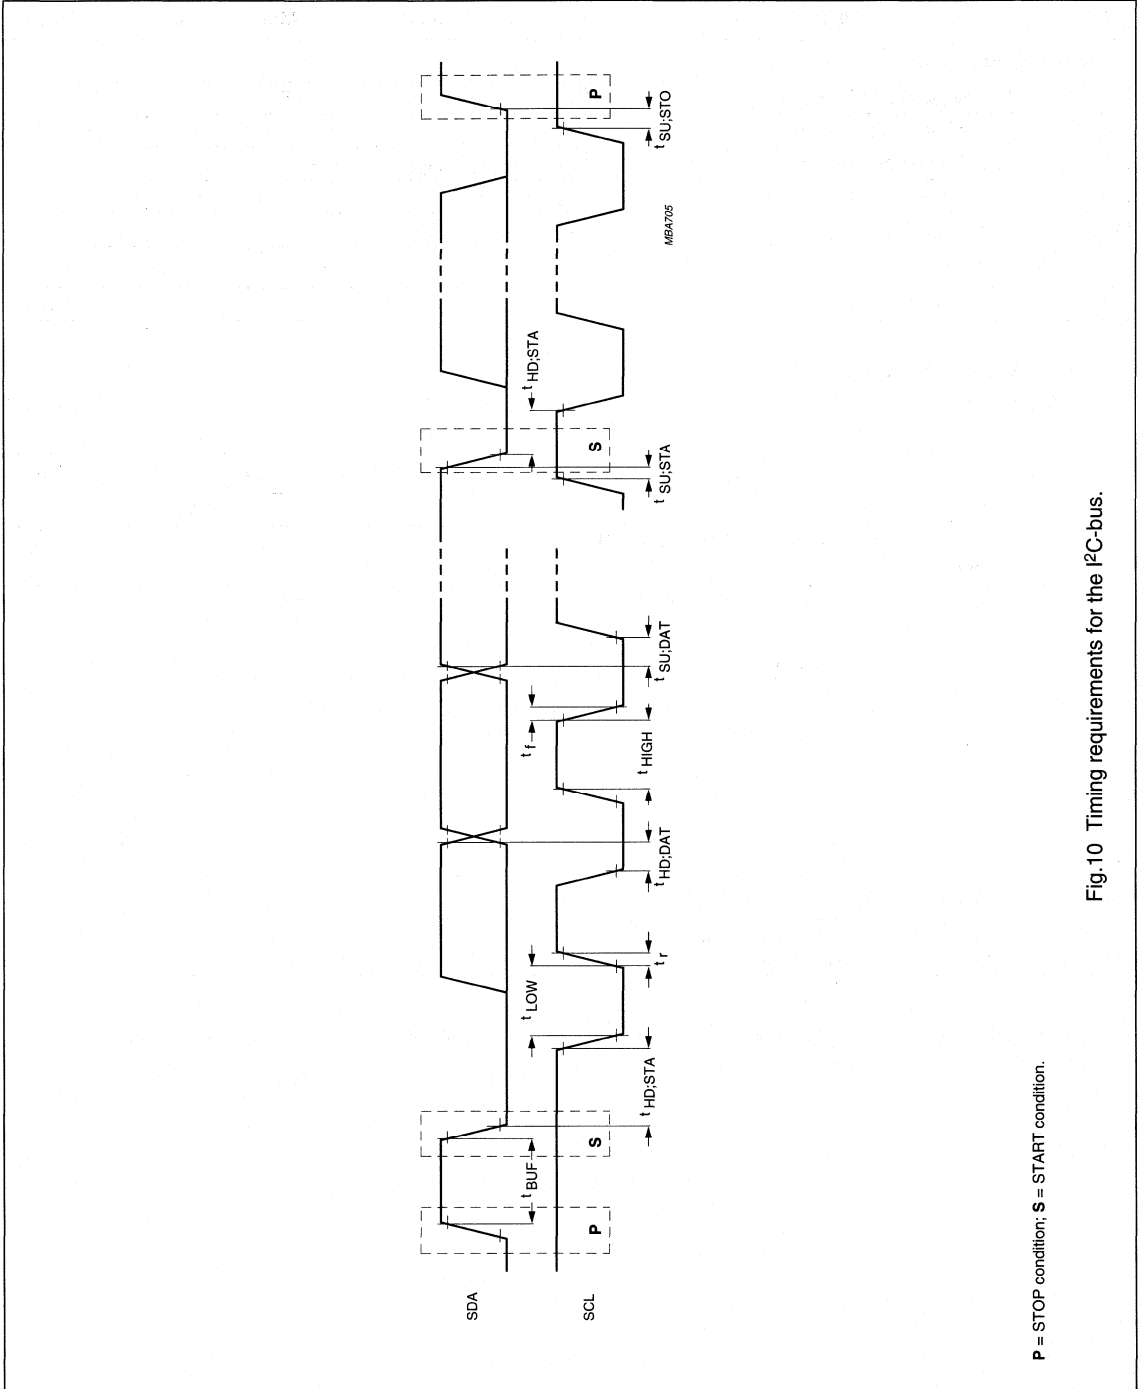 SDA
SCL
P
t BUF
S
t HD;STA
t LOW
t r
t HD;DAT
t HIGH
t f
t SU;DAT
t SU;STA
S
t HD;STA
MBA705
t SU;STO
P
P = STOP condition; S = START condition.
Fig.10 Timing requirements for the I²C-bus.